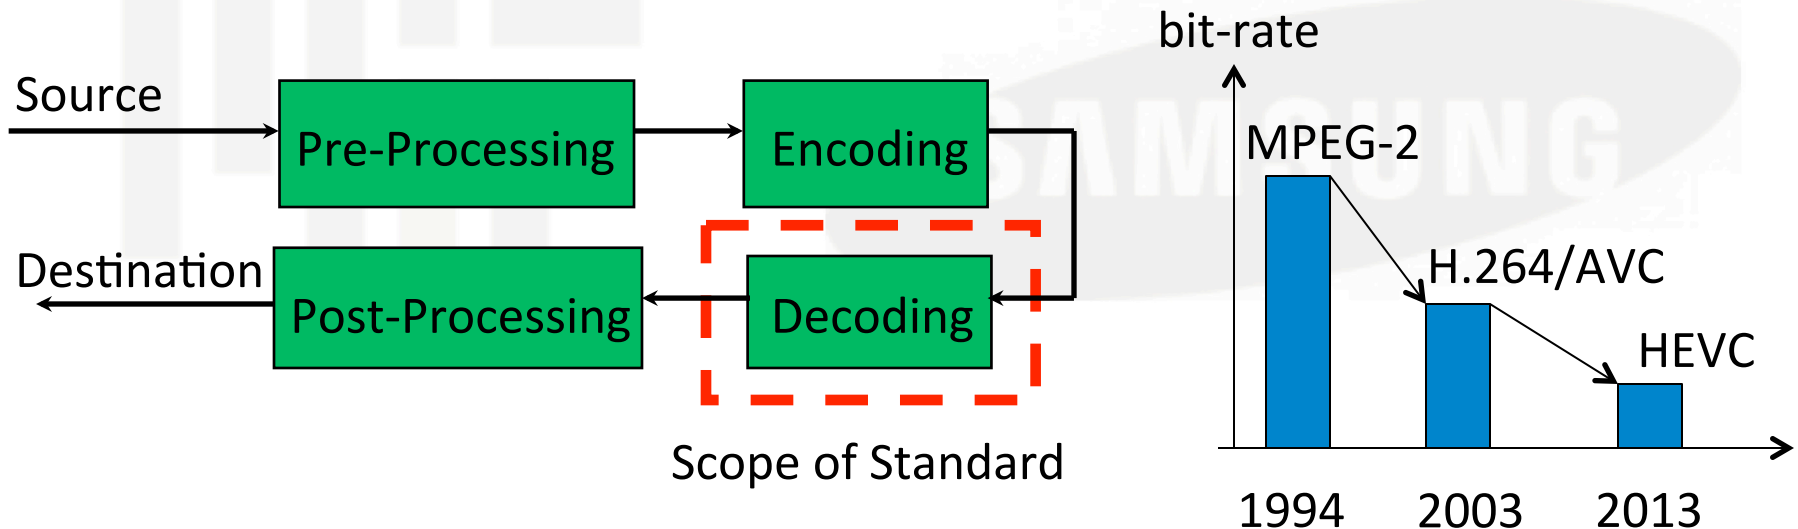 Source
Pre-Processing
Encoding
Destination
Post-Processing
Decoding
Scope of Standard
bit-rate
MPEG-2
H.264/AVC
HEVC
1994 2003 2013
SAMSUNG